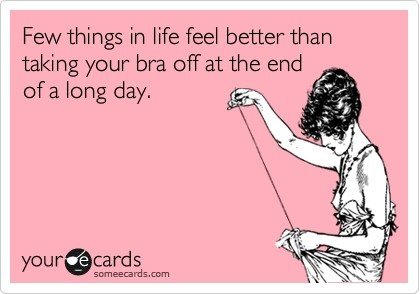 Few things in life feel better than
taking your bra off at the end
of a long day.
your e cards
someecards.com